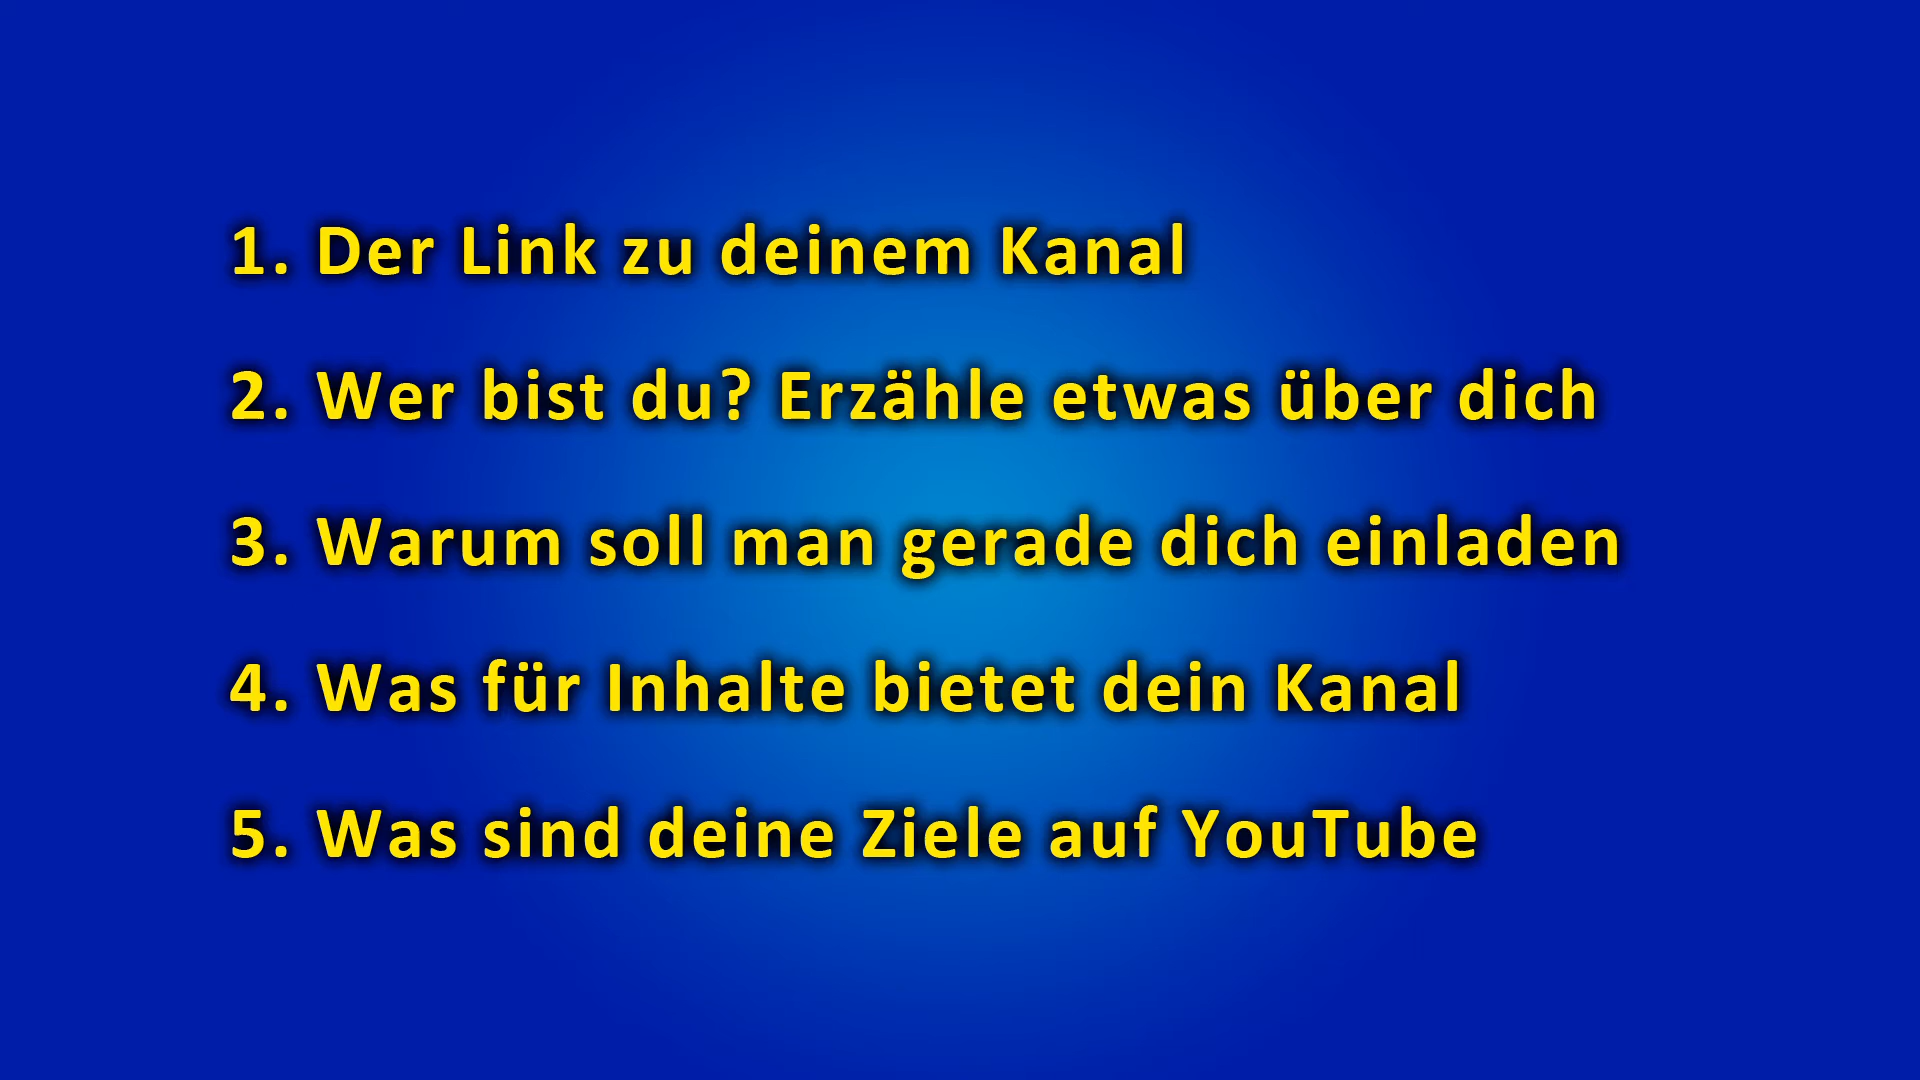 1. Der Link zu deinem Kanal
2. Wer bist du? Erzähle etwas über dich
3. Warum soll man gerade dich einladen
4. Was für Inhalte bietet dein Kanal
5. Was sind deine Ziele auf YouTube